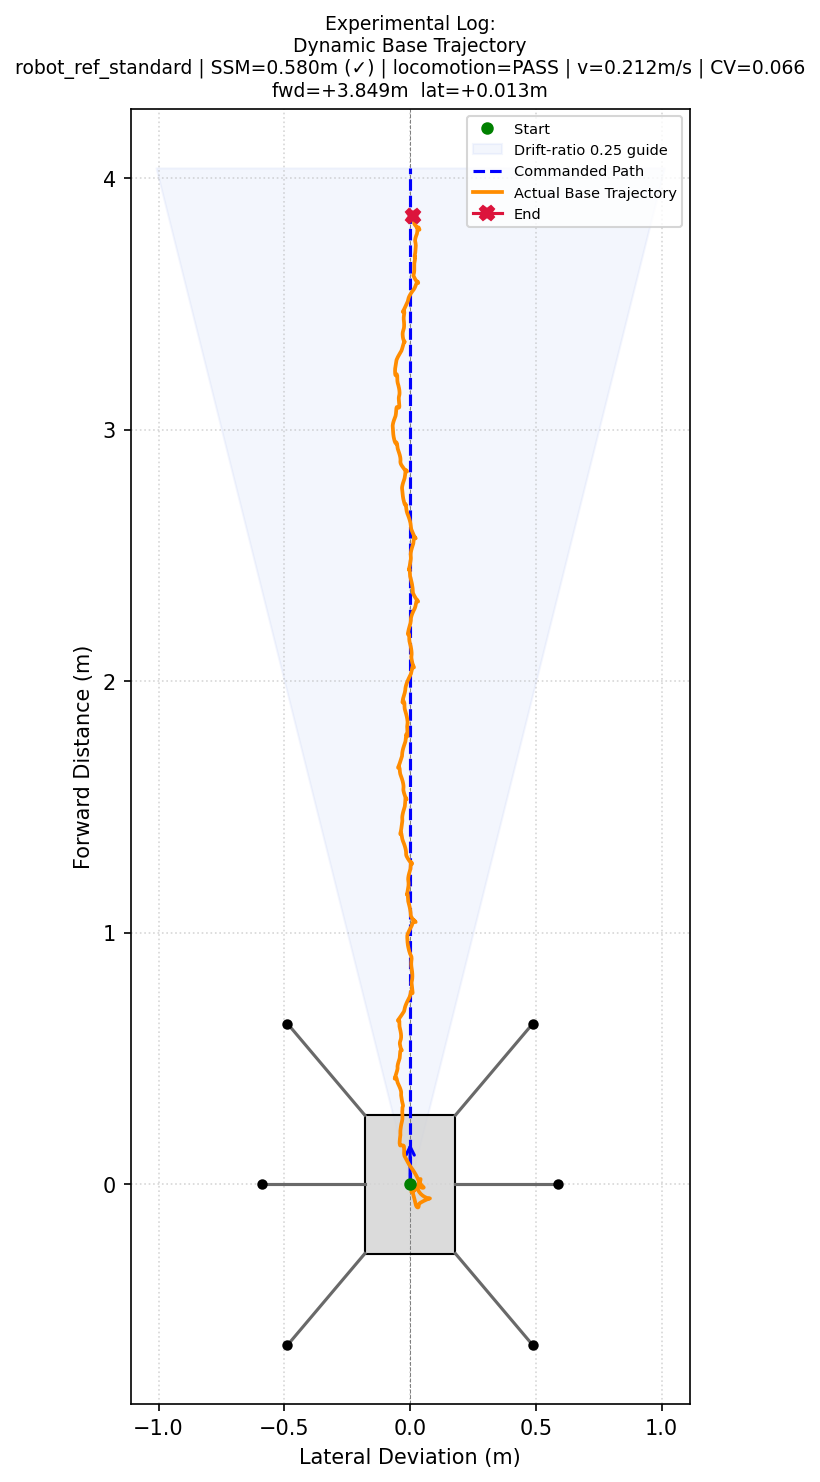 Experimental Log:
Dynamic Base Trajectory
robot_ref_standard | SSM=0.580m (✓) | locomotion=PASS | v=0.212m/s | CV=0.066
fwd=+3.849m  lat=+0.013m
Start
Drift-ratio 0.25 guide
Commanded Path
Actual Base Trajectory
End
4
3
2
1
0
Forward Distance (m)
−1.0
−0.5
0.0
0.5
1.0
Lateral Deviation (m)